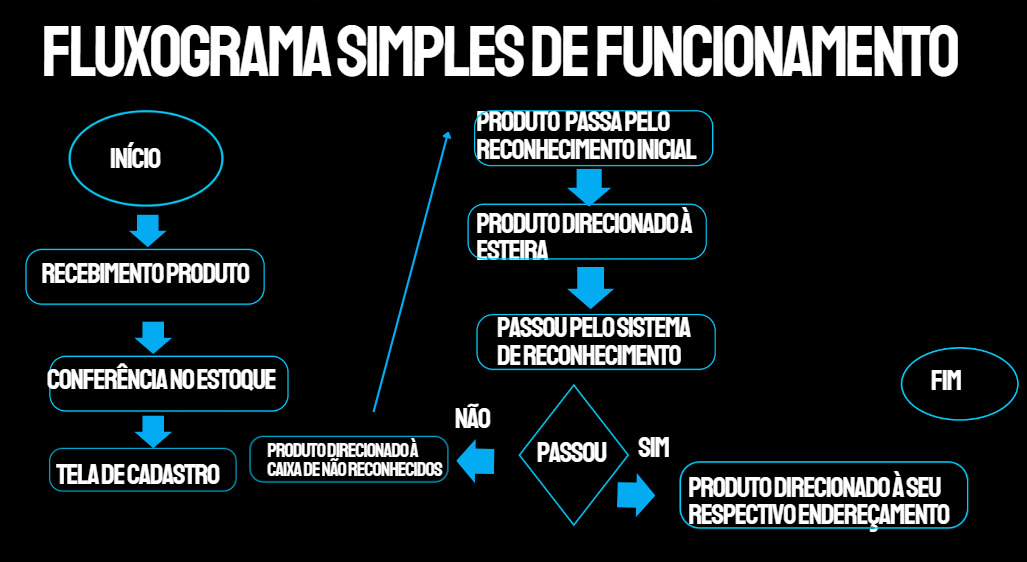 FLUXOGRAMA SIMPLES DE FUNCIONAMENTO
INÍCIO
RECEBIMENTO PRODUTO
CONFERÊNCIA NO ESTOQUE
TELA DE CADASTRO
PRODUTO PASSA PELO
RECONHECIMENTO INICIAL
PRODUTO DIRECIONADO À
ESTEIRA
PASSOU PELO SISTEMA
DE RECONHECIMENTO
PASSOU
NÃO
PRODUTO DIRECIONADO À
CAIXA DE NÃO RECONHECIDOS
SIM
PRODUTO DIRECIONADO À SEU
RESPECTIVO ENDEREÇAMENTO
FIM